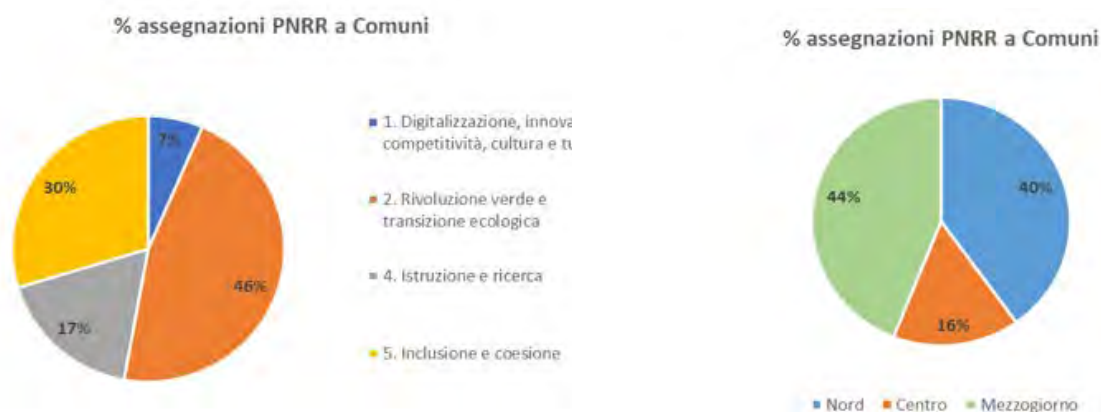 % assegnazioni PNRR a Comuni
7%
30%
46%
17%
1. Digitalizzazione, innova
competitività, cultura e tu
2. Rivoluzione verde e
transizione ecologica
4. Istruzione e ricerca
5. Inclusione e coesione
% assegnazioni PNRR a Comuni
44%
40%
16%
Nord Centro Mezzogiorno